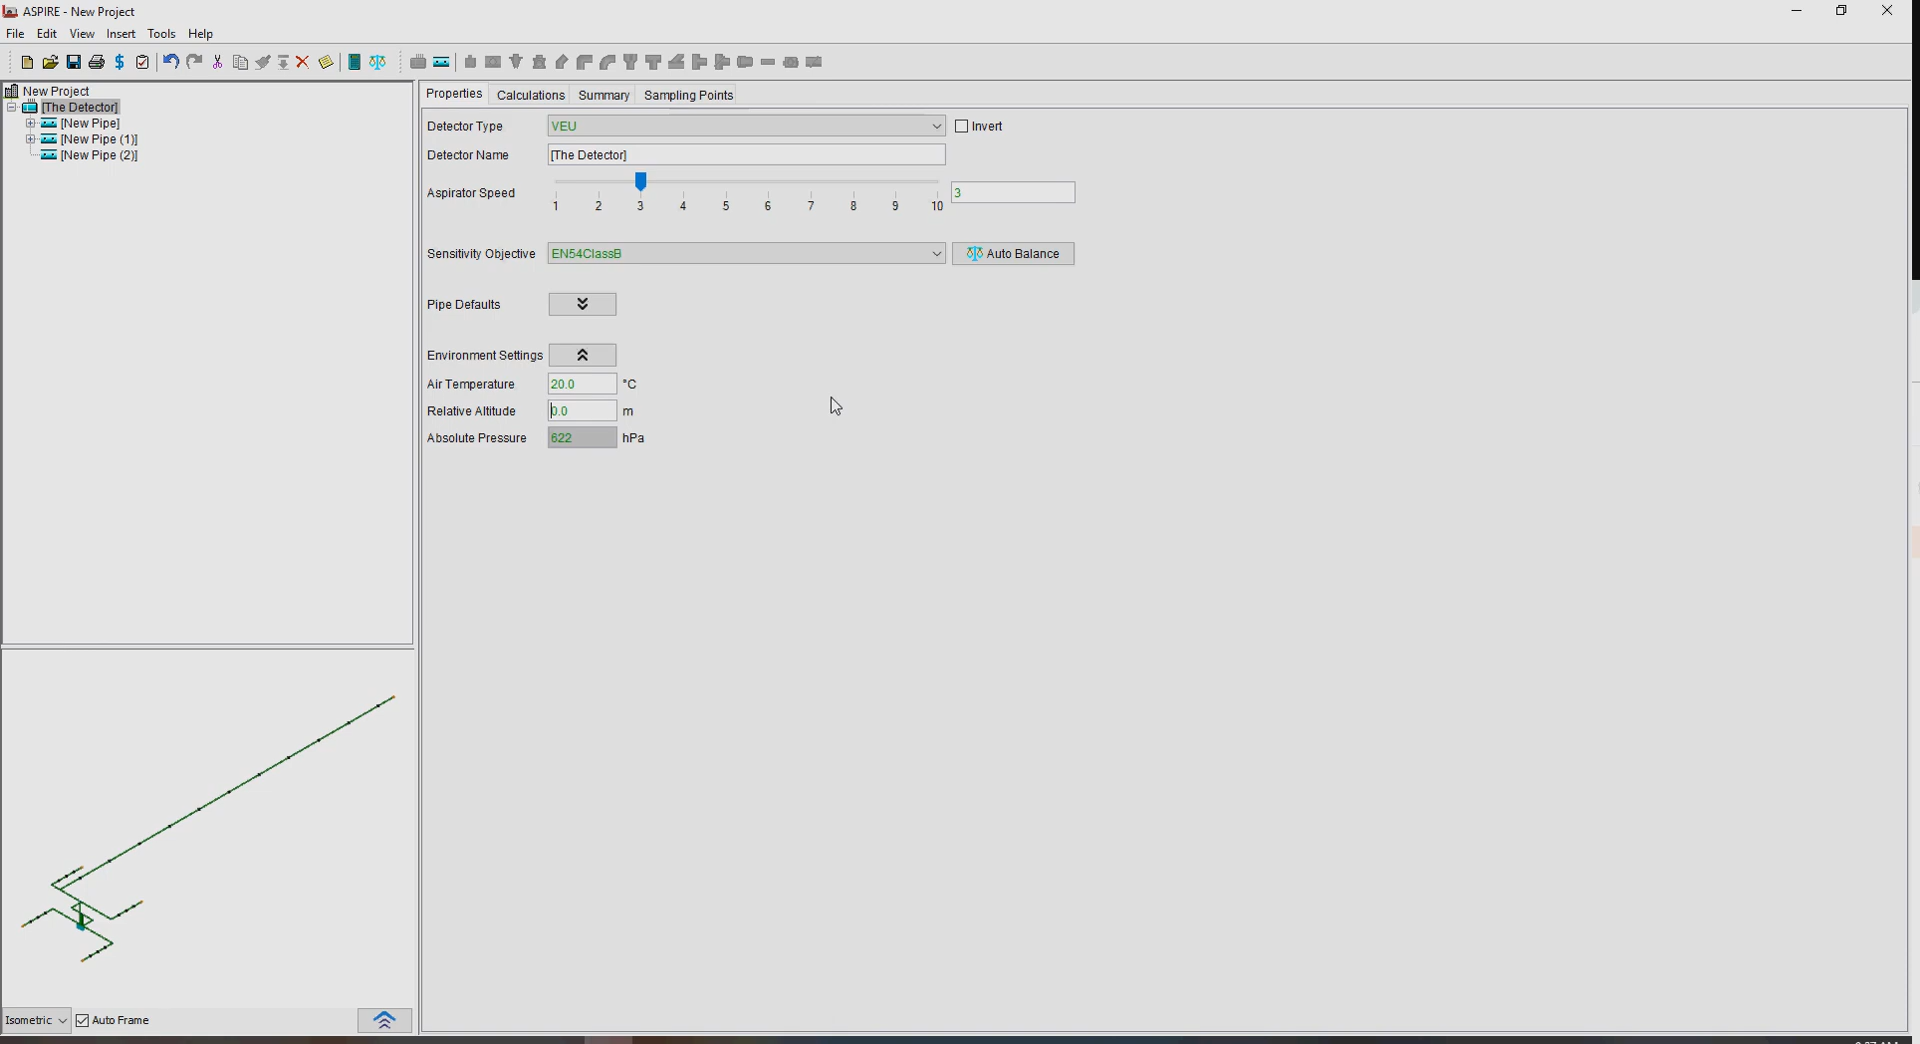 ASPIRE - New Project
File Edit View Insert Tools Help
New Project
[The Detector]
[New Pipe]
[New Pipe (1)]
[New Pipe (2)]
Properties Calculations Summary Sampling Points
Detector Type VEU Invert
Detector Name [The Detector]
Aspirator Speed 3
1 2 3 4 5 6 7 8 9 10
Sensitivity Objective EN54ClassB Auto Balance
Pipe Defaults
Environment Settings
Air Temperature 20.0 °C
Relative Altitude 0.0 m
Absolute Pressure 622 hPa
Isometric Auto Frame